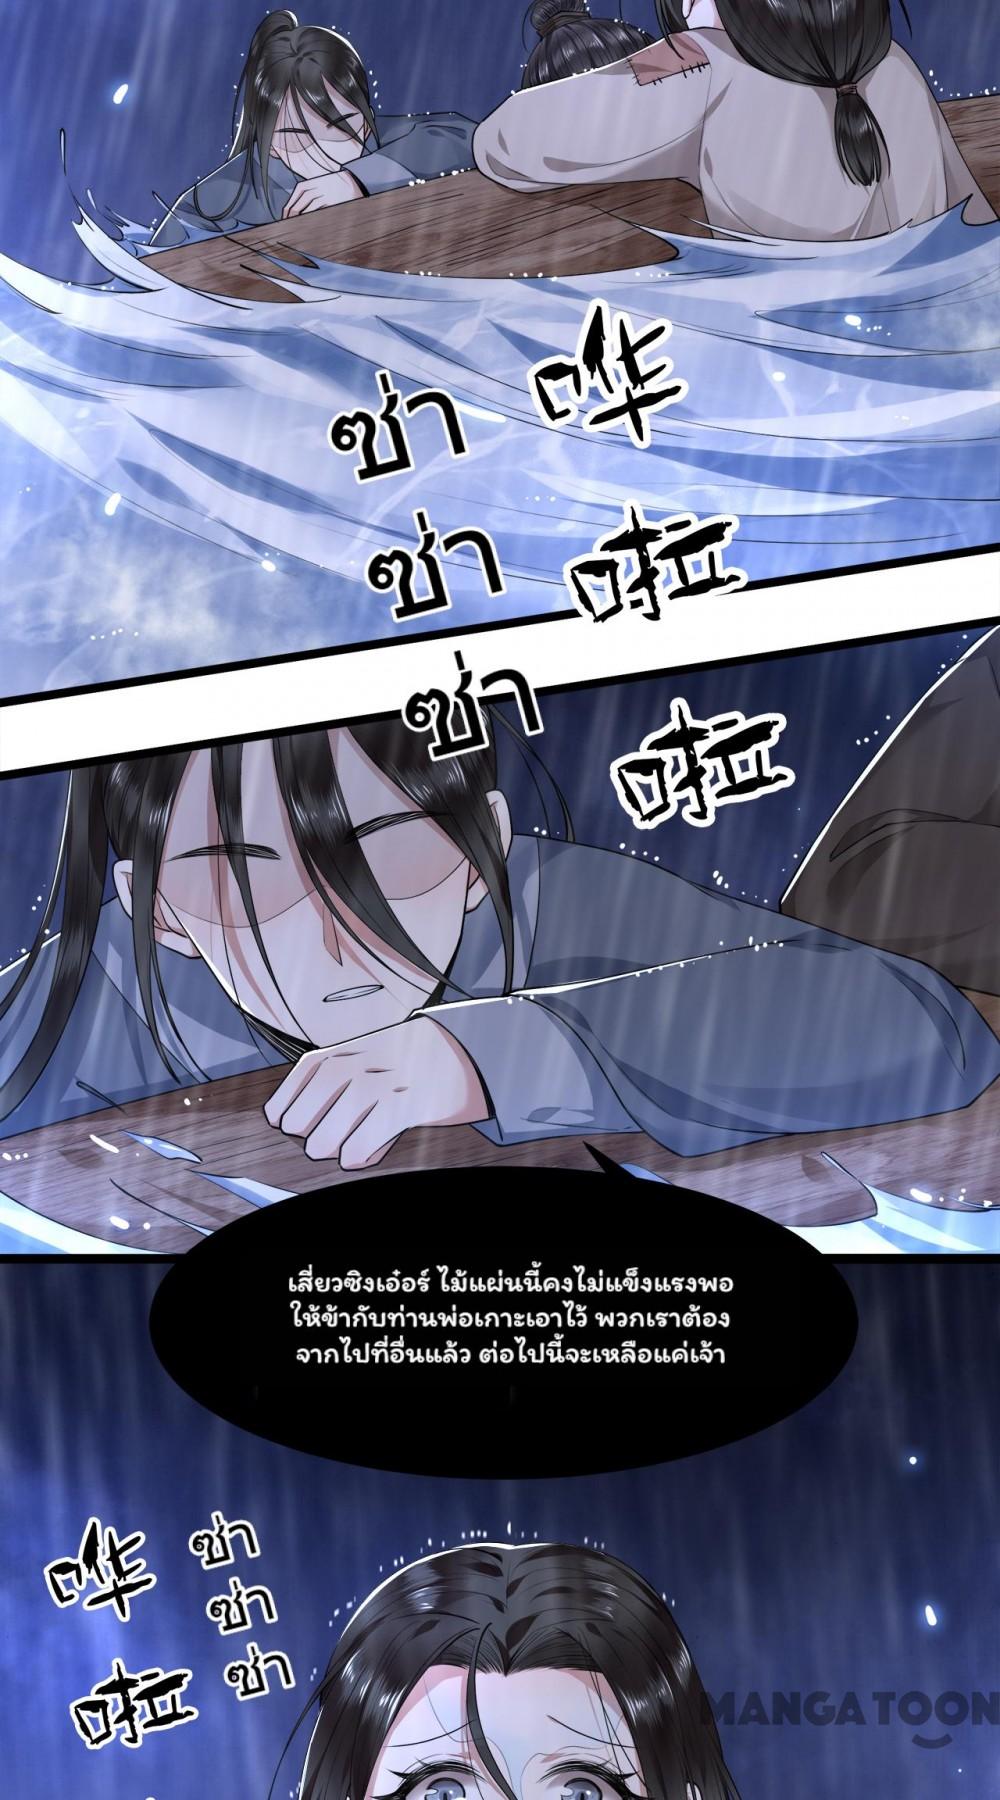 哗
ซ่า
ซ่า
啦
ซ่า
啦
เสี่ยวซิงเอ๋อร์ ไม้แผ่นนี้คงไม่แข็งแรงพอ
ให้ข้ากับท่านพ่อเกาะเอาไว้ พวกเราต้อง
จากไปที่อื่นแล้ว ต่อไปนี้จะเหลือแค่เจ้า
哗
ซ่า
ซ่า
啦
ซ่า
MANGATOON